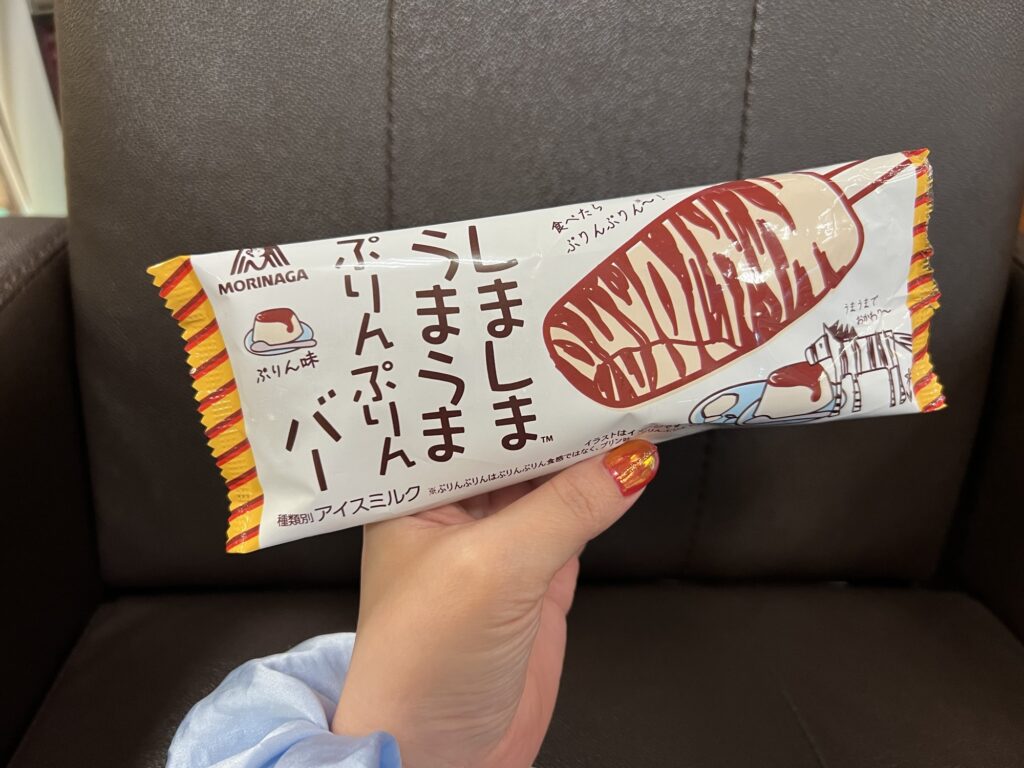 MORINAGA
ぷりん味
しましま
うまうま
ぷりんぷりん
バー
TM
種類別 アイスミルク
※ぷりんぷりんはぷりんぷりん食感ではなく、プリン味
イラストはイ
食べたら
ぷりんぷりん〜!
うまうまで
おかわり〜